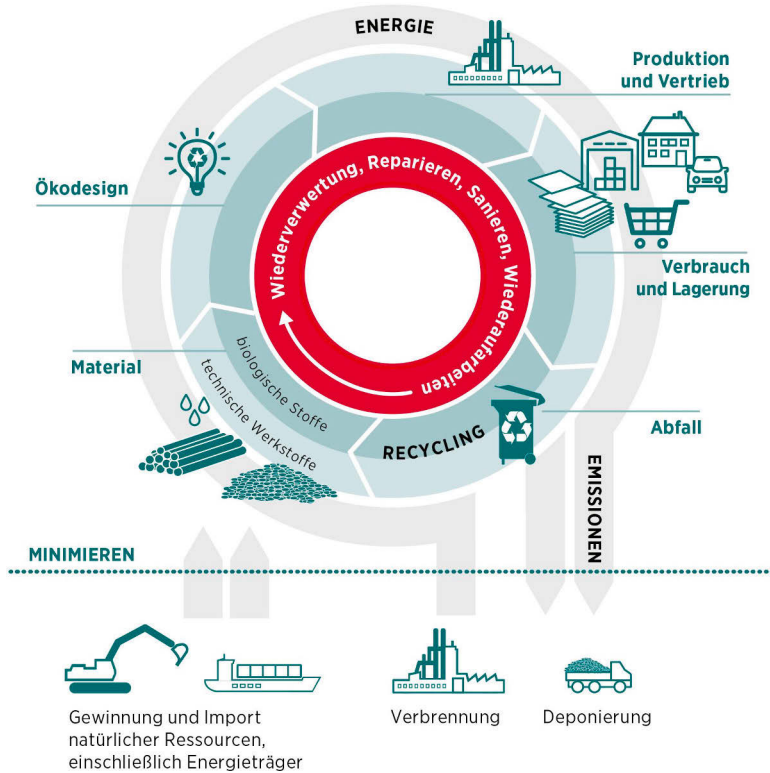 ENERGIE
Produktion
und Vertrieb
Ökodesign
Wiederverwertung, Reparieren, Sanieren, Wiederaufarbeiten
Verbrauch
und Lagerung
Material
biologische Stoffe
technische Werkstoffe
RECYCLING
Abfall
EMISSIONEN
MINIMIEREN
Gewinnung und Import
natürlicher Ressourcen,
einschließlich Energieträger
Verbrennung
Deponierung